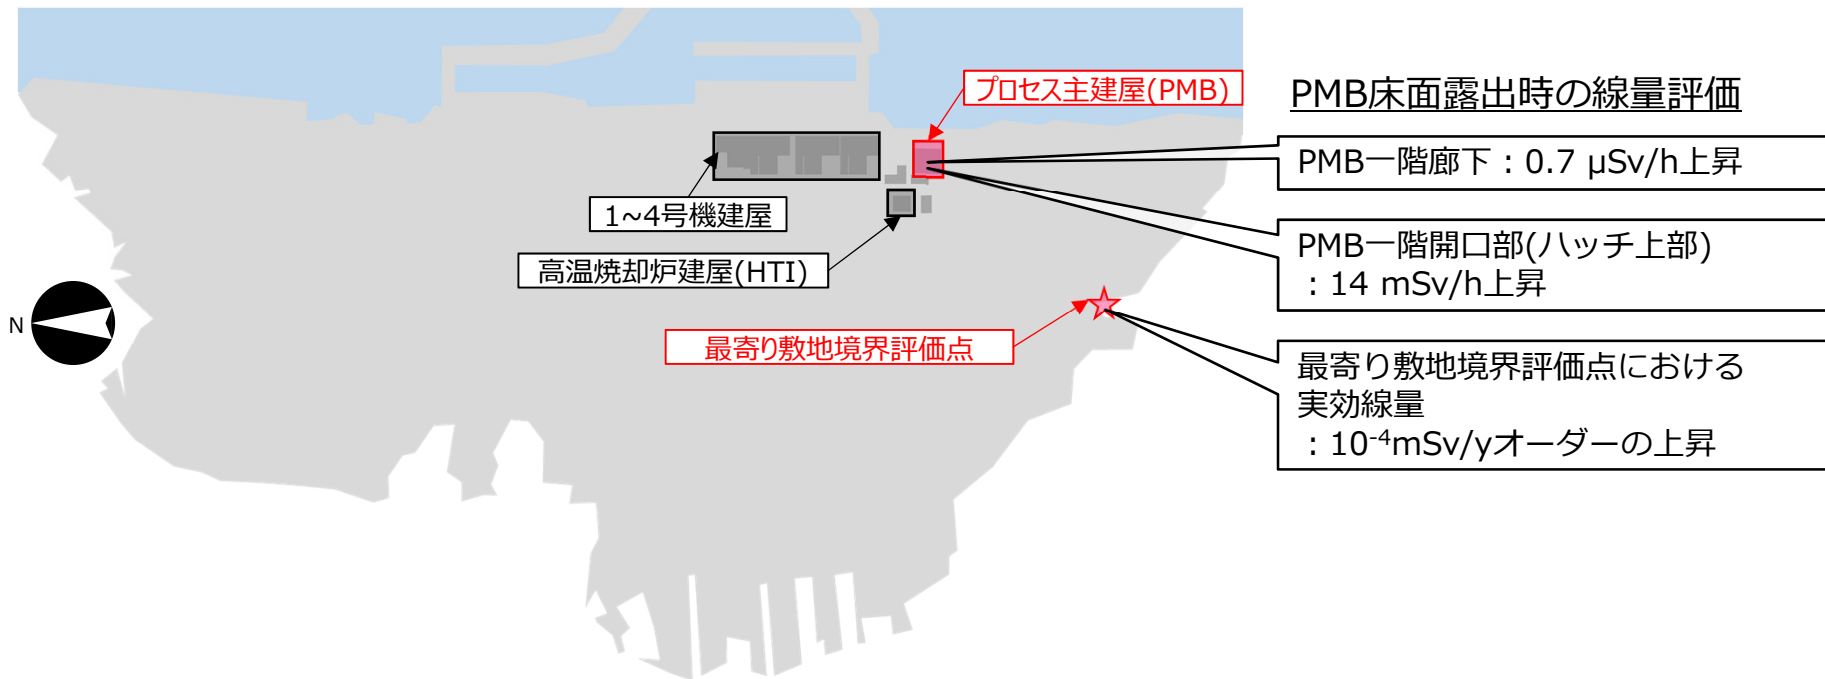 プロセス主建屋(PMB)
PMB床面露出時の線量評価
PMB一階廊下：0.7 μSv/h上昇
1~4号機建屋
PMB一階開口部(ハッチ上部)
：14 mSv/h上昇
高温焼却炉建屋(HTI)
N
最寄り敷地境界評価点
最寄り敷地境界評価点における
実効線量
：10⁻⁴mSv/yオーダーの上昇